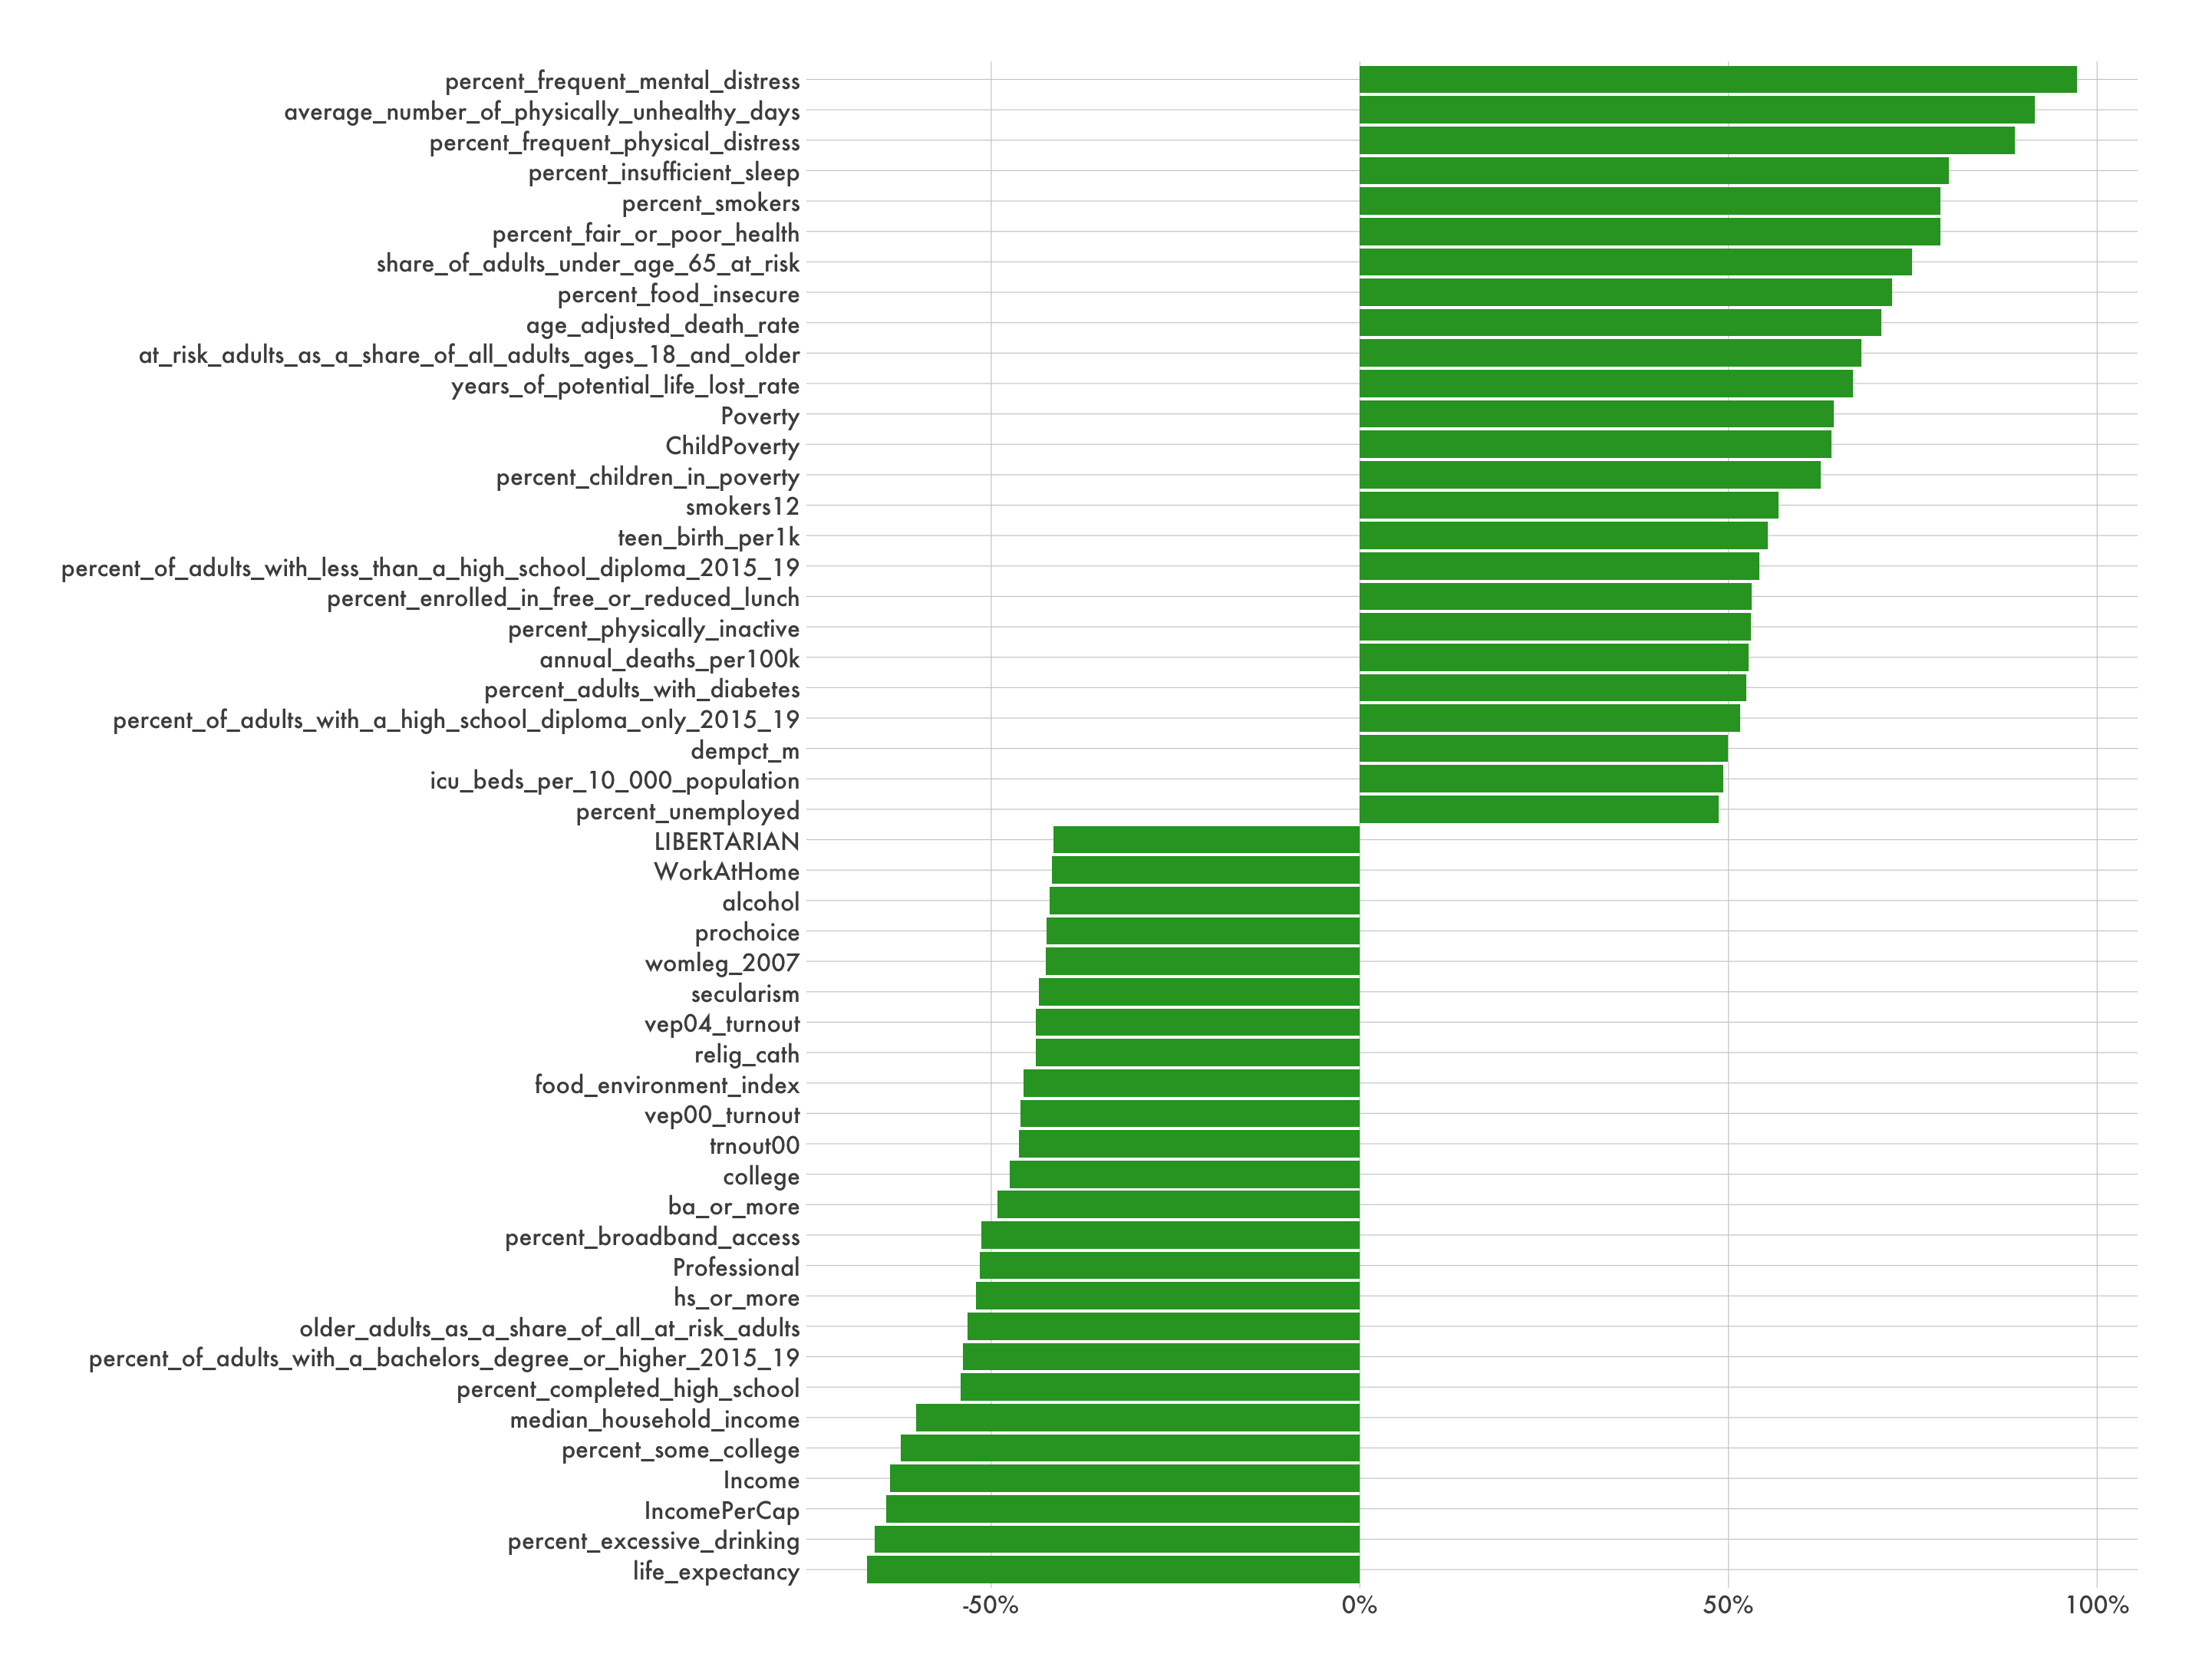 percent_frequent_mental_distress
average_number_of_physically_unhealthy_days
percent_frequent_physical_distress
percent_insufficient_sleep
percent_smokers
percent_fair_or_poor_health
share_of_adults_under_age_65_at_risk
percent_food_insecure
age_adjusted_death_rate
at_risk_adults_as_a_share_of_all_adults_ages_18_and_older
years_of_potential_life_lost_rate
Poverty
ChildPoverty
percent_children_in_poverty
smokers12
teen_birth_per1k
percent_of_adults_with_less_than_a_high_school_diploma_2015_19
percent_enrolled_in_free_or_reduced_lunch
percent_physically_inactive
annual_deaths_per100k
percent_adults_with_diabetes
percent_of_adults_with_a_high_school_diploma_only_2015_19
dempct_m
icu_beds_per_10_000_population
percent_unemployed
LIBERTARIAN
WorkAtHome
alcohol
prochoice
womleg_2007
secularism
vep04_turnout
relig_cath
food_environment_index
vep00_turnout
trnout00
college
ba_or_more
percent_broadband_access
Professional
hs_or_more
older_adults_as_a_share_of_all_at_risk_adults
percent_of_adults_with_a_bachelors_degree_or_higher_2015_19
percent_completed_high_school
median_household_income
percent_some_college
Income
IncomePerCap
percent_excessive_drinking
life_expectancy
-50% 0% 50% 100%